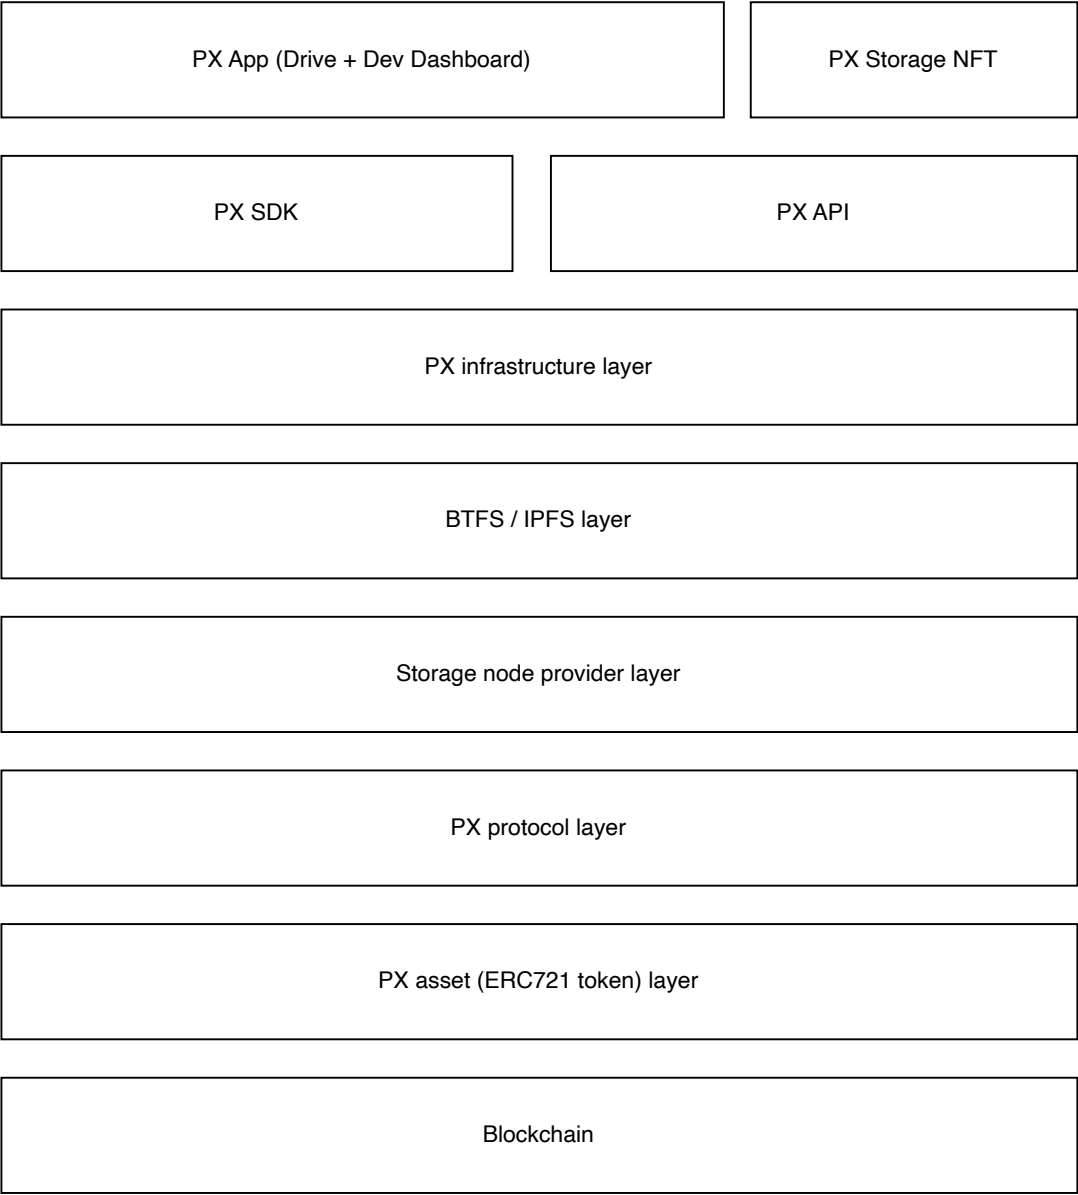 PX App (Drive + Dev Dashboard)
PX Storage NFT
PX SDK
PX API
PX infrastructure layer
BTFS / IPFS layer
Storage node provider layer
PX protocol layer
PX asset (ERC721 token) layer
Blockchain